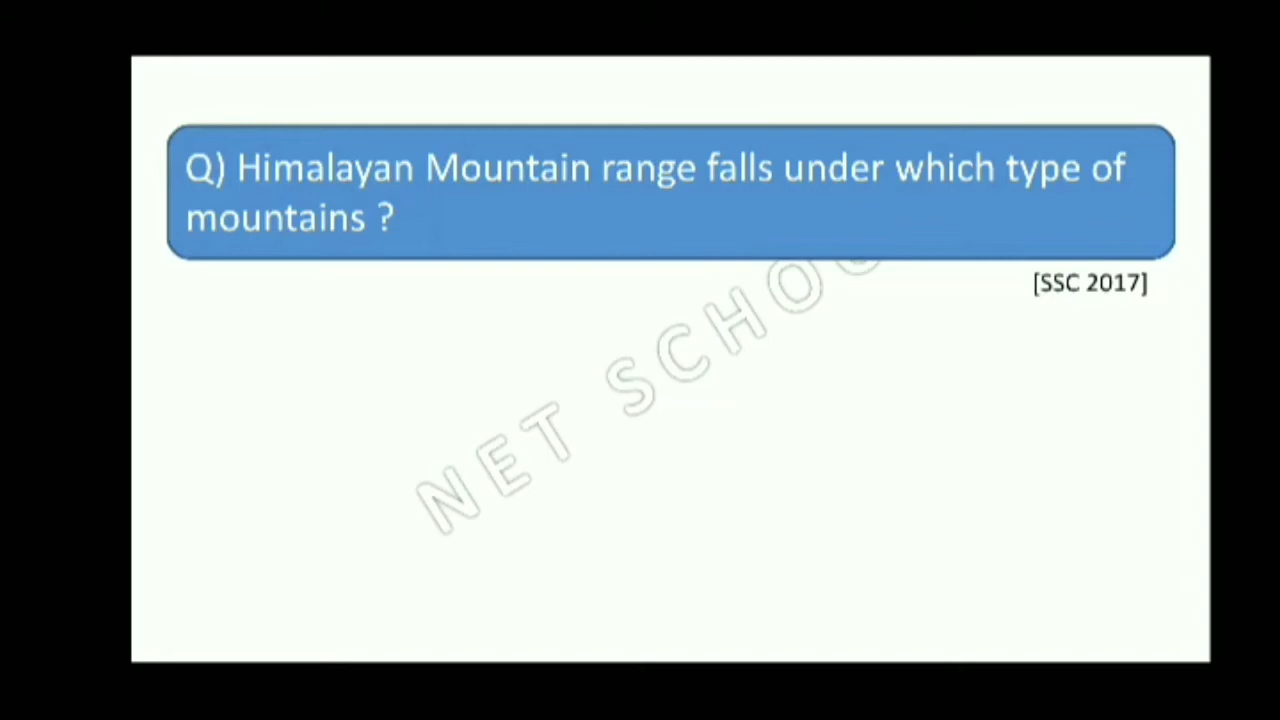 Q) Himalayan Mountain range falls under which type of
mountains ?
[SSC 2017]
NET SCHO